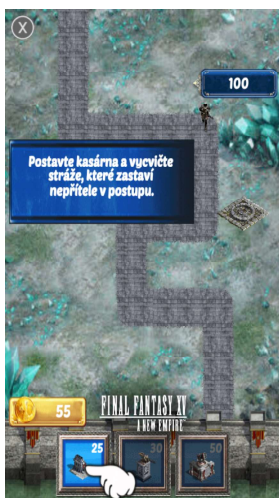 X
100
Postavte kasárna a vycvičte
stráže, které zastaví
nepřítele v postupu.
55
FINAL FANTASY XV
A NEW EMPIRE
25
30
50